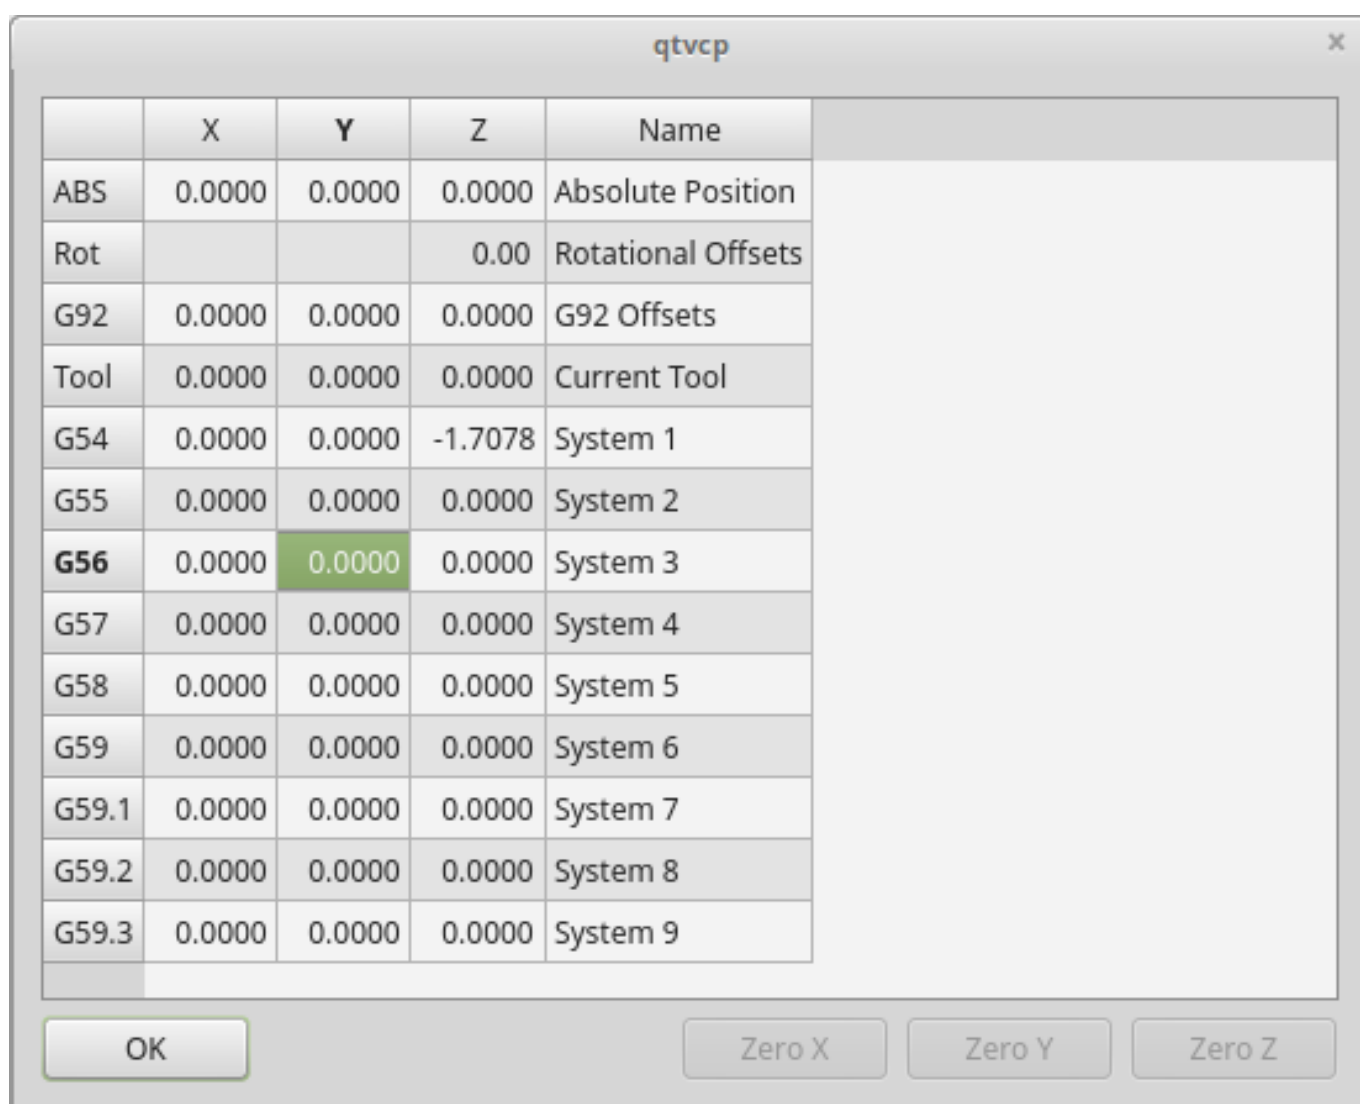 qtvcp ×
X Y Z Name
ABS 0.0000 0.0000 0.0000 Absolute Position
Rot 0.00 Rotational Offsets
G92 0.0000 0.0000 0.0000 G92 Offsets
Tool 0.0000 0.0000 0.0000 Current Tool
G54 0.0000 0.0000 -1.7078 System 1
G55 0.0000 0.0000 0.0000 System 2
G56 0.0000 0.0000 0.0000 System 3
G57 0.0000 0.0000 0.0000 System 4
G58 0.0000 0.0000 0.0000 System 5
G59 0.0000 0.0000 0.0000 System 6
G59.1 0.0000 0.0000 0.0000 System 7
G59.2 0.0000 0.0000 0.0000 System 8
G59.3 0.0000 0.0000 0.0000 System 9
OK Zero X Zero Y Zero Z